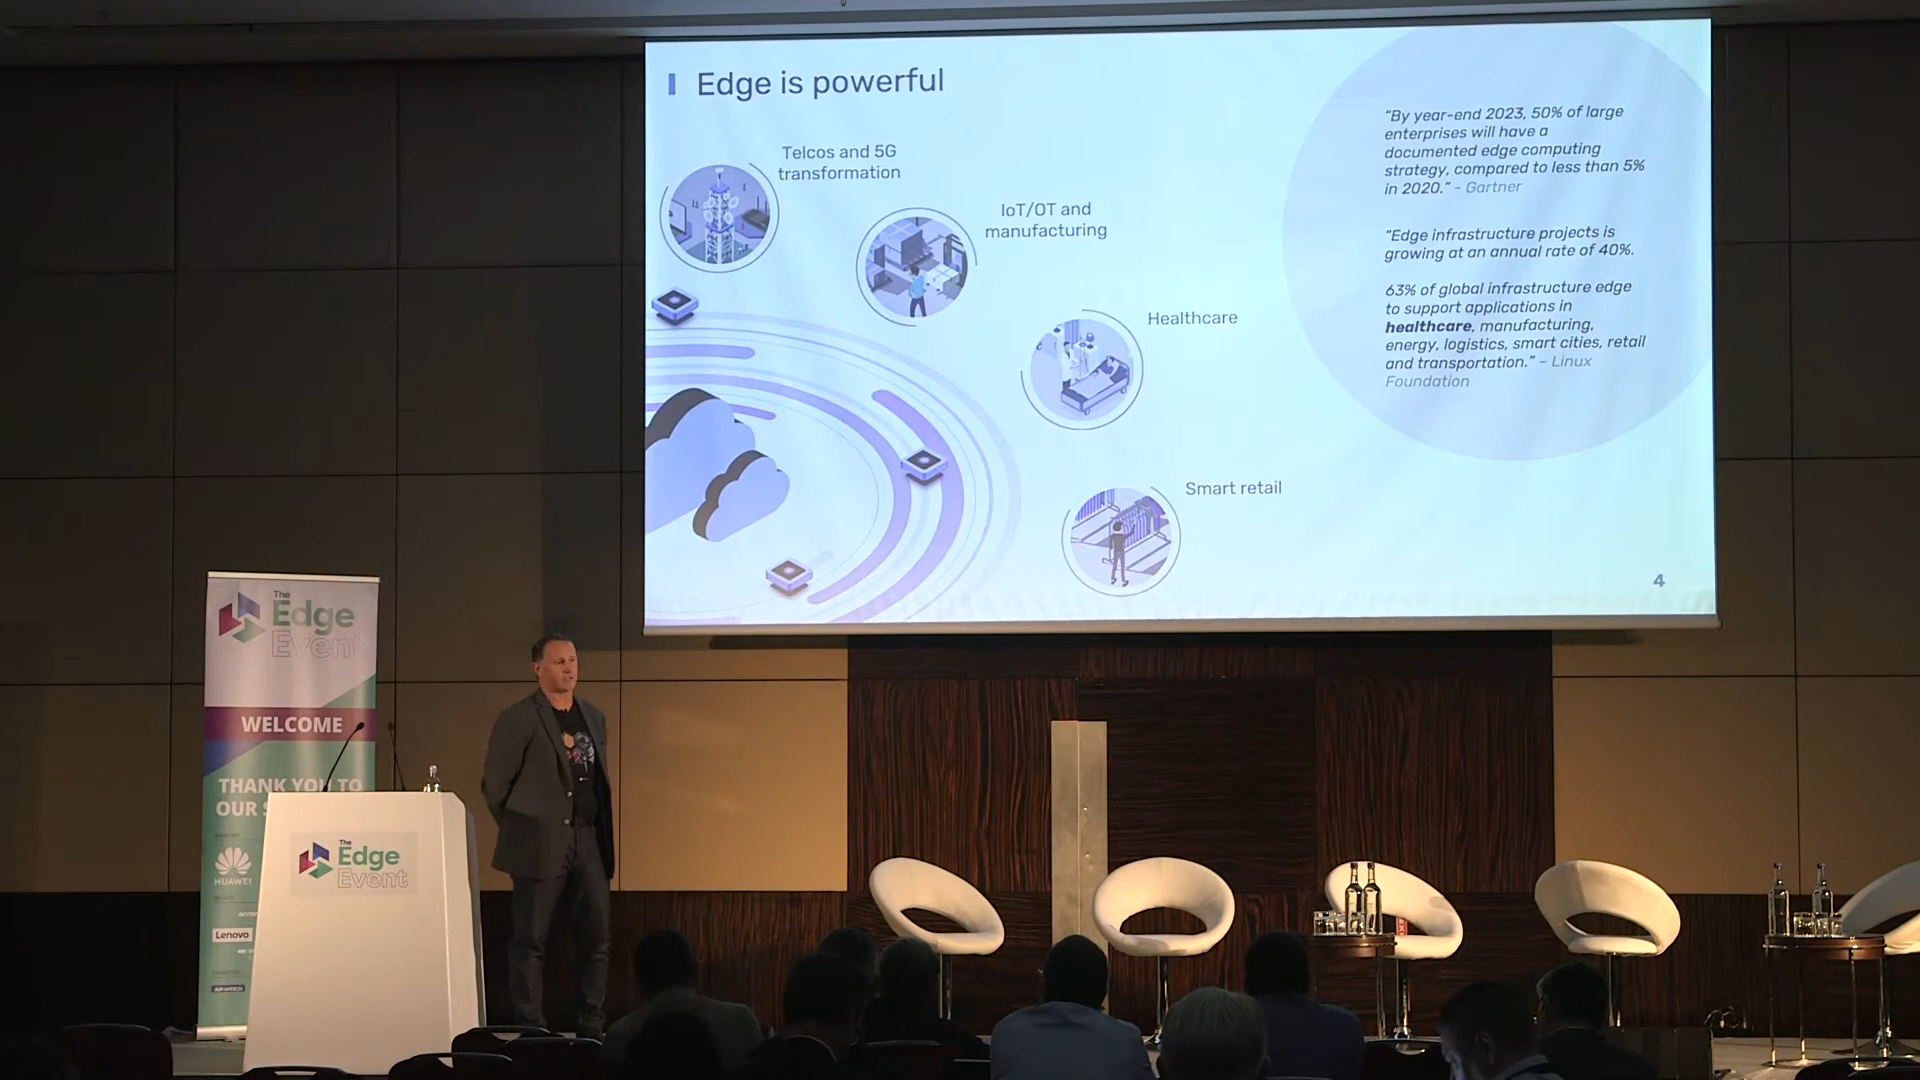 Edge is powerful
Telcos and 5G
transformation
IoT/OT and
manufacturing
Healthcare
Smart retail
"By year-end 2023, 50% of large
enterprises will have a
documented edge computing
strategy, compared to less than 5%
in 2020." - Gartner
"Edge infrastructure projects is
growing at an annual rate of 40%.
63% of global infrastructure edge
to support applications in
healthcare, manufacturing,
energy, logistics, smart cities, retail
and transportation." – Linux
Foundation
4
The
Edge
Event
WELCOME
THANK YOU TO
OUR
HUAWEI
Lenovo
ADVANTECH
The
Edge
Event